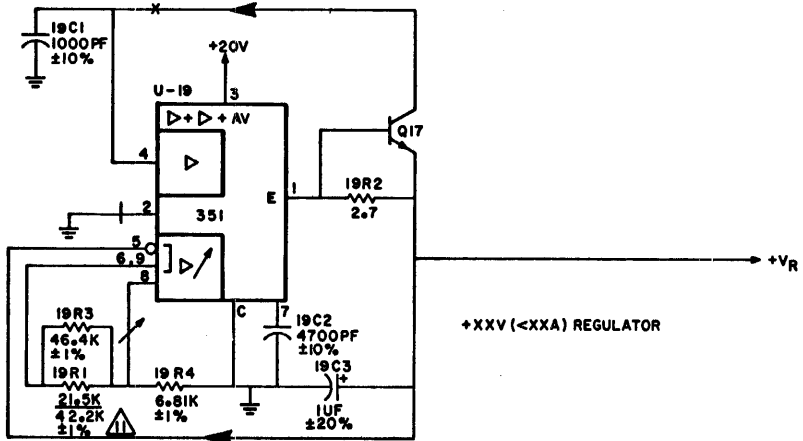 X
19C1
1000PF
±10%
+20V
U-19
3
▷+▷+AV
Q17
4
▷
19R2
2.7
E
1
2
351
5
6,9
8
▷
+VR
C
7
19C2
4700PF
±10%
+XXV (<XXA) REGULATOR
19R3
46.4K
±1%
19R1
21.5K
42.2K
±1%
11
19R4
6.81K
±1%
19C3
+
1UF
±20%